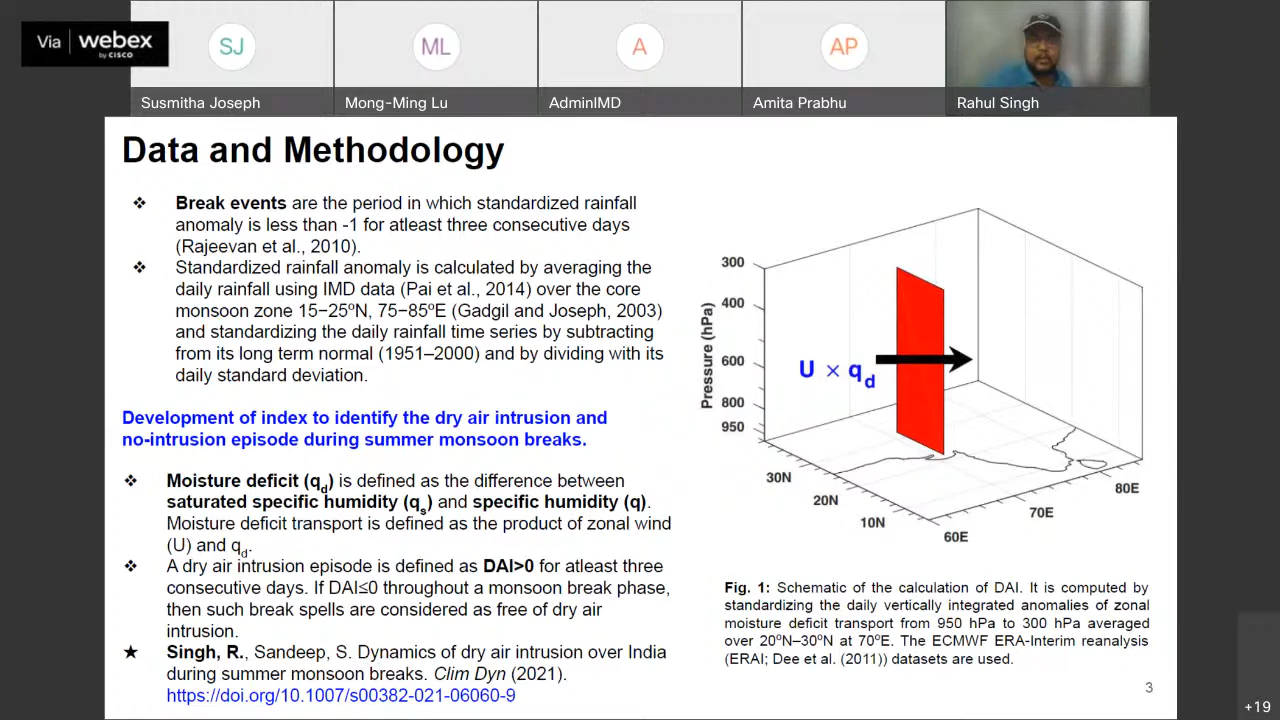 Via webex
by CISCO
SJ
ML
A
AP
Susmitha Joseph
Mong-Ming Lu
AdminIMD
Amita Prabhu
Rahul Singh
Data and Methodology
❖ Break events are the period in which standardized rainfall
anomaly is less than -1 for atleast three consecutive days
(Rajeevan et al., 2010).
❖ Standardized rainfall anomaly is calculated by averaging the
daily rainfall using IMD data (Pai et al., 2014) over the core
monsoon zone 15−25ºN, 75−85ºE (Gadgil and Joseph, 2003)
and standardizing the daily rainfall time series by subtracting
from its long term normal (1951–2000) and by dividing with its
daily standard deviation.
Development of index to identify the dry air intrusion and
no-intrusion episode during summer monsoon breaks.
❖ Moisture deficit (qd) is defined as the difference between
saturated specific humidity (qs) and specific humidity (q).
Moisture deficit transport is defined as the product of zonal wind
(U) and qd.
❖ A dry air intrusion episode is defined as DAI>0 for atleast three
consecutive days. If DAI≤0 throughout a monsoon break phase,
then such break spells are considered as free of dry air
intrusion.
★ Singh, R., Sandeep, S. Dynamics of dry air intrusion over India
during summer monsoon breaks. Clim Dyn (2021).
https://doi.org/10.1007/s00382-021-06060-9
Pressure (hPa)
300
400
600
800
950
U × qd
30N
20N
10N
60E
70E
80E
Fig. 1: Schematic of the calculation of DAI. It is computed by
standardizing the daily vertically integrated anomalies of zonal
moisture deficit transport from 950 hPa to 300 hPa averaged
over 20ºN–30ºN at 70ºE. The ECMWF ERA-Interim reanalysis
(ERAI; Dee et al. (2011)) datasets are used.
3
+19